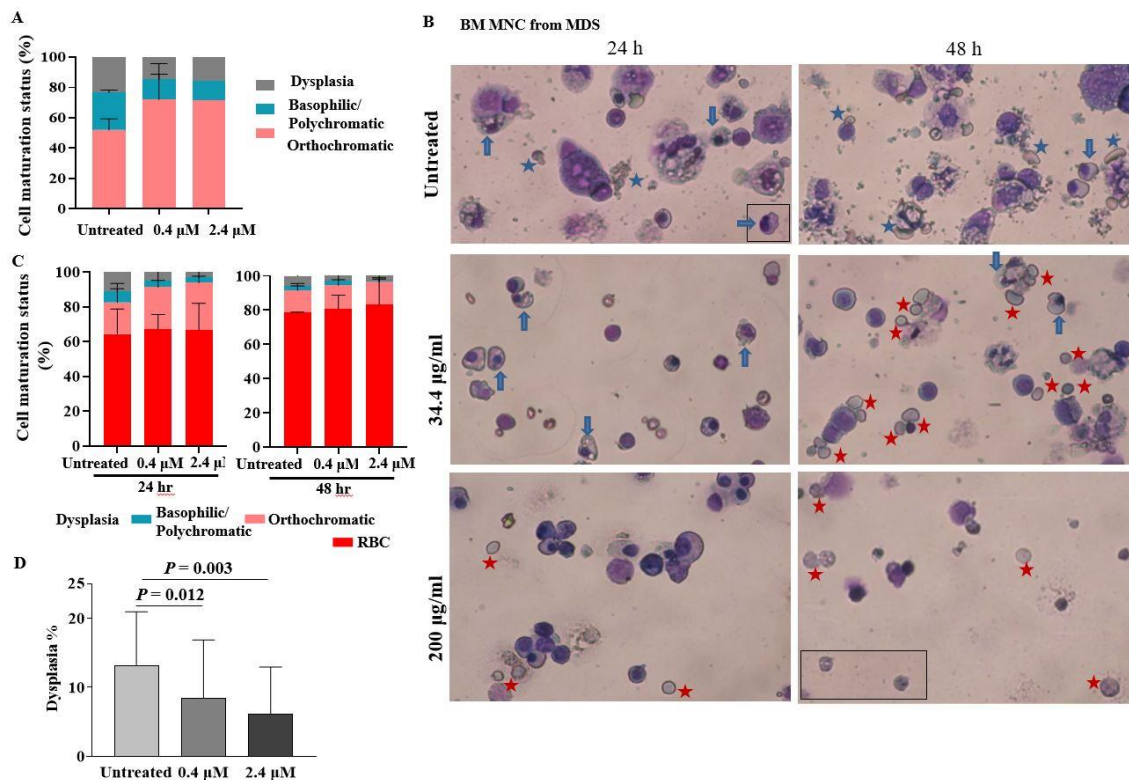 A
Cell maturation status (%)
100
80
60
40
20
0
Untreated 0.4 µM 2.4 µM
Dysplasia
Basophilic/
Polychromatic
Orthochromatic
B
BM MNC from MDS
24 h
48 h
Untreated
34.4 µg/ml
200 µg/ml
C
Cell maturation status
(%)
100
80
60
40
20
0
Untreated 0.4 µM 2.4 µ
24 hr
100
80
60
40
20
0
Untreated 0.4 µM 2.4 µM
48 hr
Dysplasia
Basophilic/
Polychromatic
Orthochromatic
RBC
D
Dysplasia %
25
20
10
0
P = 0.003
P = 0.012
Untreated 0.4 µM 2.4 µM